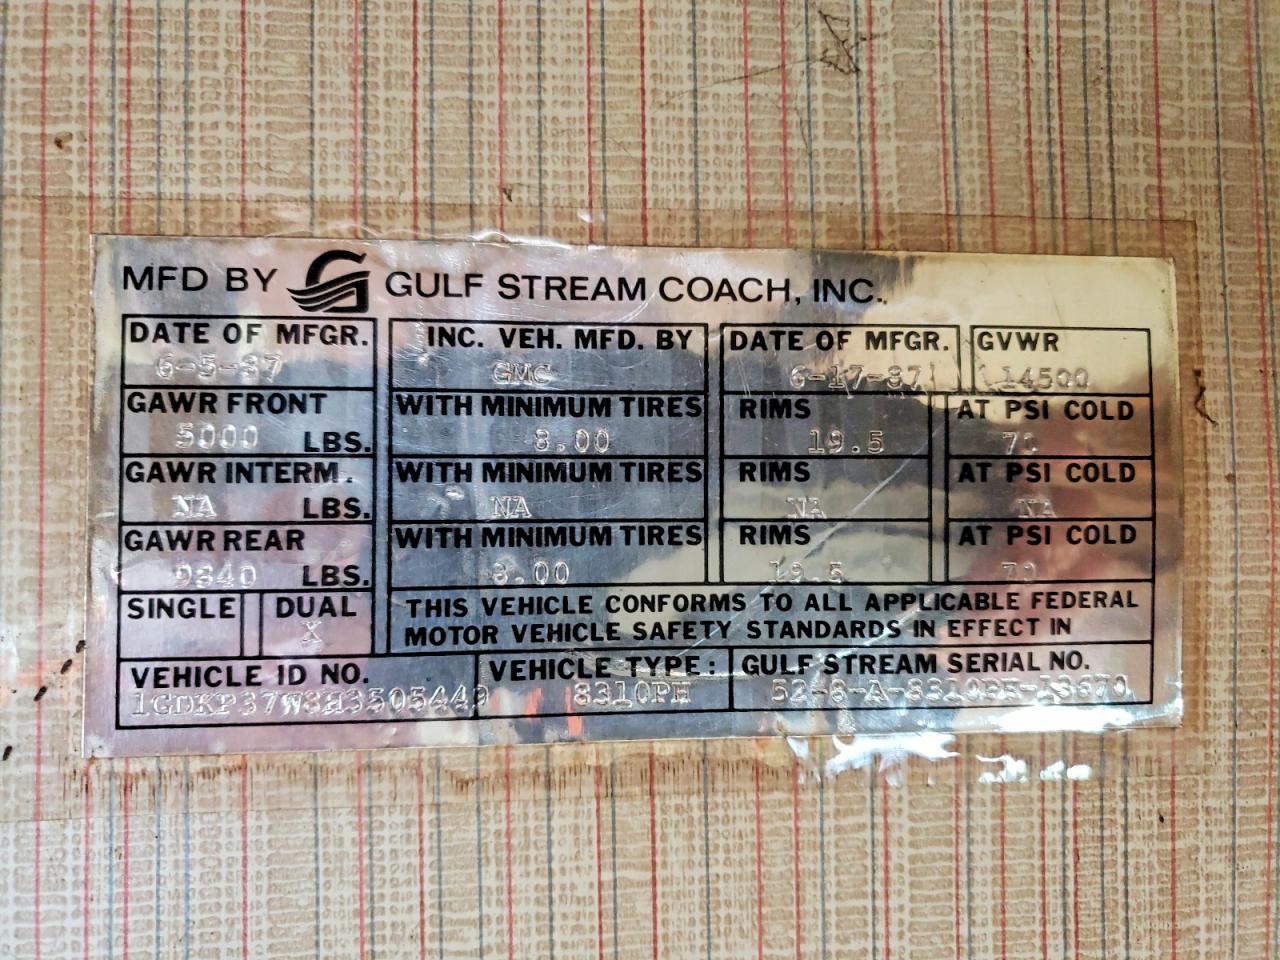 MFD BY GULF STREAM COACH, INC.
DATE OF MFGR. INC. VEH. MFD. BY DATE OF MFGR. GVWR
6-5-87 GMC 6-17-87 14500
GAWR FRONT WITH MINIMUM TIRES RIMS AT PSI COLD
5000 LBS. 8.00 19.5 70
GAWR INTERM. WITH MINIMUM TIRES RIMS AT PSI COLD
NA LBS. NA NA NA
GAWR REAR WITH MINIMUM TIRES RIMS AT PSI COLD
9840 LBS. 8.00 19.5 70
SINGLE DUAL THIS VEHICLE CONFORMS TO ALL APPLICABLE FEDERAL
X MOTOR VEHICLE SAFETY STANDARDS IN EFFECT IN
VEHICLE ID NO. VEHICLE TYPE: GULF STREAM SERIAL NO.
1GDKP37W3H3505449 8310PH 52-8-A-8310PH-13670